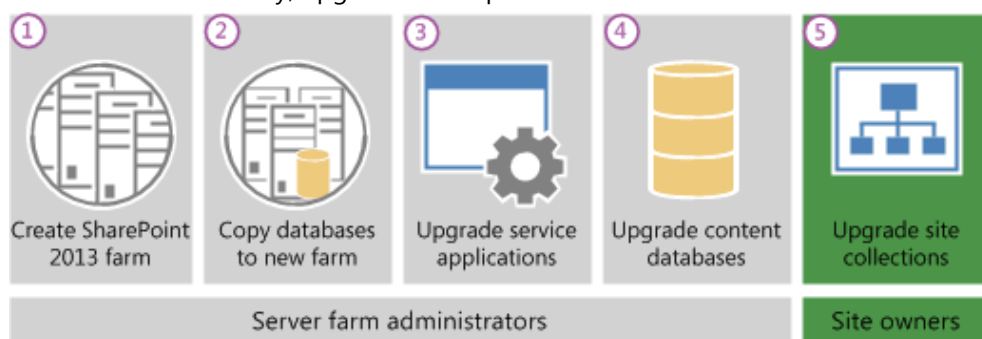 1
2
3
4
5
Create SharePoint
2013 farm
Copy databases
to new farm
Upgrade service
applications
Upgrade content
databases
Upgrade site
collections
Server farm administrators
Site owners